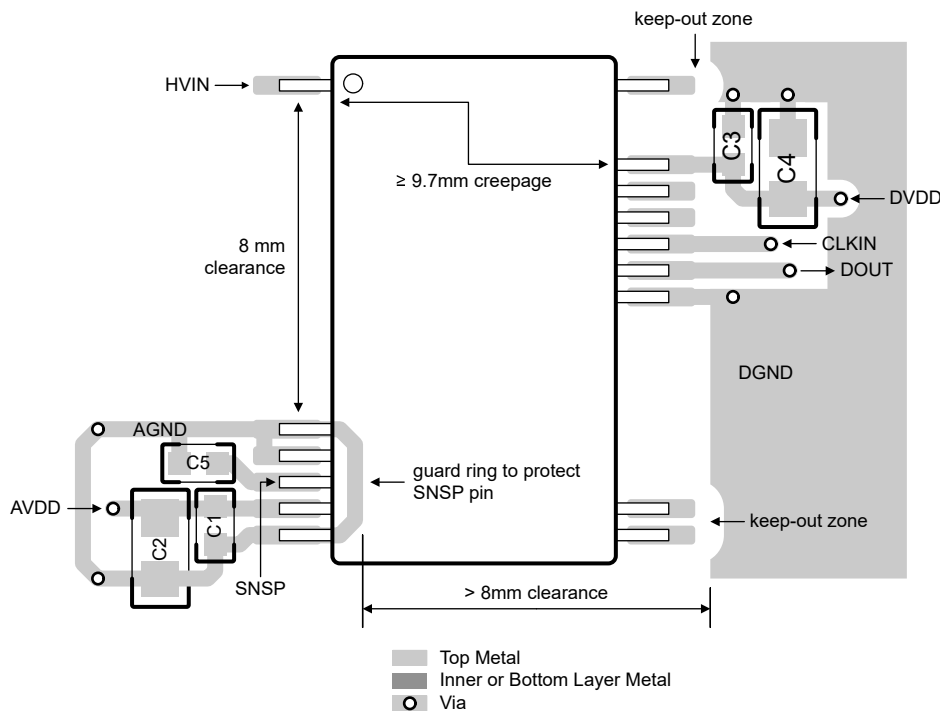 keep-out zone
HVIN
C3
C4
≥ 9.7mm creepage
DVDD
8 mm
clearance
CLKIN
DOUT
DGND
AGND
C5
guard ring to protect
SNSP pin
AVDD
C2
C1
keep-out zone
SNSP
> 8mm clearance
Top Metal
Inner or Bottom Layer Metal
Via